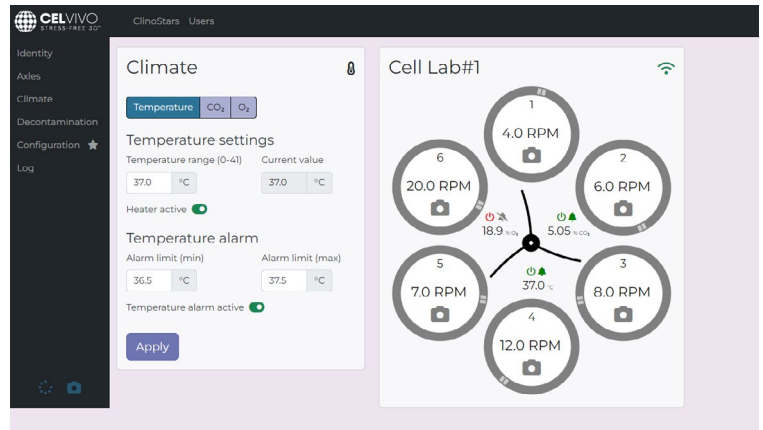 CELVIVO
STRESS-FREE 3D™
ClinoStars Users
Identity
Axles
Climate
Decontamination
Configuration
Log
Climate
Temperature CO₂ O₂
Temperature settings
Temperature range (0-41) Current value
37.0 °C 37.0 °C
Heater active
Temperature alarm
Alarm limit (min) Alarm limit (max)
36.5 °C 37.5 °C
Temperature alarm active
Apply
Cell Lab#1
1
4.0 RPM
6
20.0 RPM
2
6.0 RPM
18.9 % O₂
5.05 % CO₂
5
7.0 RPM
37.0 °C
3
8.0 RPM
4
12.0 RPM